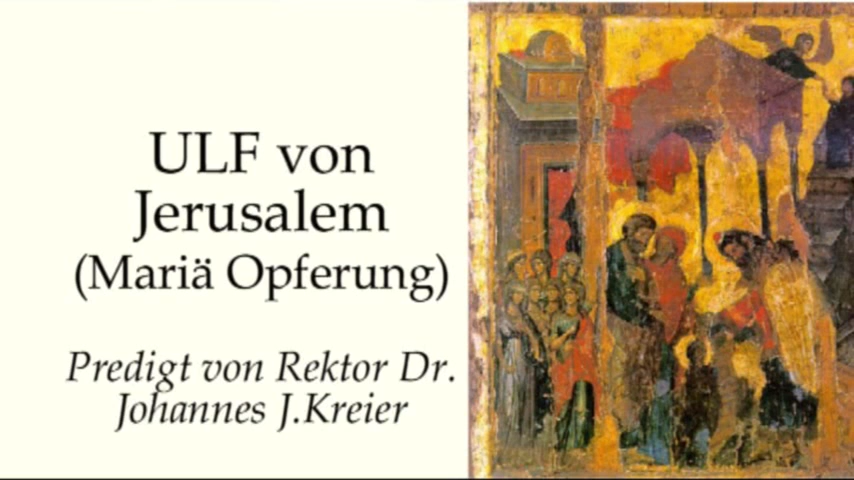 ULF von
Jerusalem
(Mariä Opferung)
Predigt von Rektor Dr.
Johannes J.Kreier